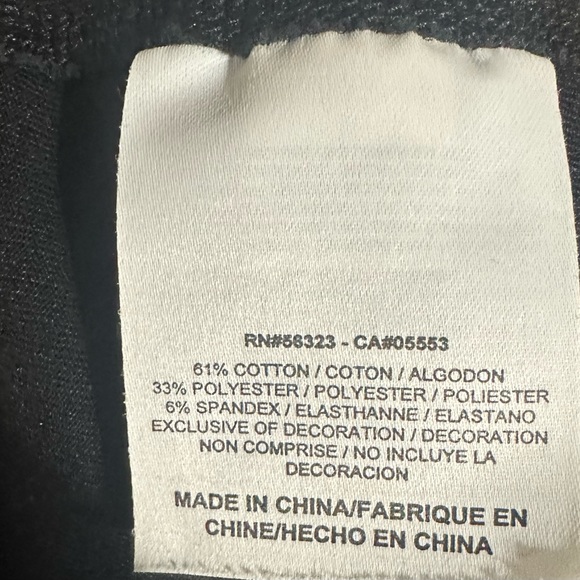 RN#58323 - CA#05553
61% COTTON / COTON / ALGODON
33% POLYESTER / POLYESTER / POLIESTER
6% SPANDEX / ELASTHANNE / ELASTANO
EXCLUSIVE OF DECORATION / DECORATION
NON COMPRISE / NO INCLUYE LA
DECORACION
MADE IN CHINA/FABRIQUE EN
CHINE/HECHO EN CHINA